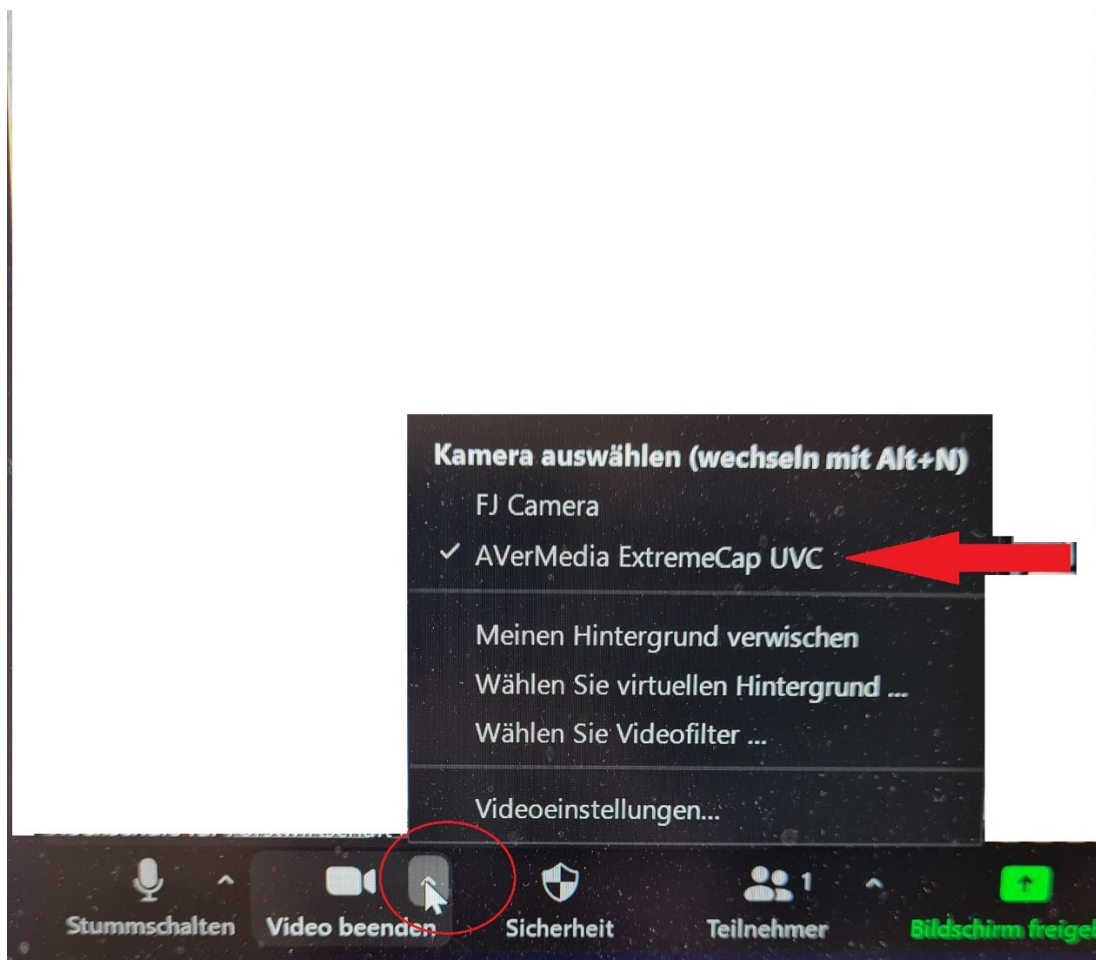 Kamera auswählen (wechseln mit Alt+N)
FJ Camera
AVerMedia ExtremeCap UVC
Meinen Hintergrund verwischen
Wählen Sie virtuellen Hintergrund ...
Wählen Sie Videofilter ...
Videoeinstellungen...
1
Stummschalten Video beenden Sicherheit Teilnehmer Bildschirm freigel